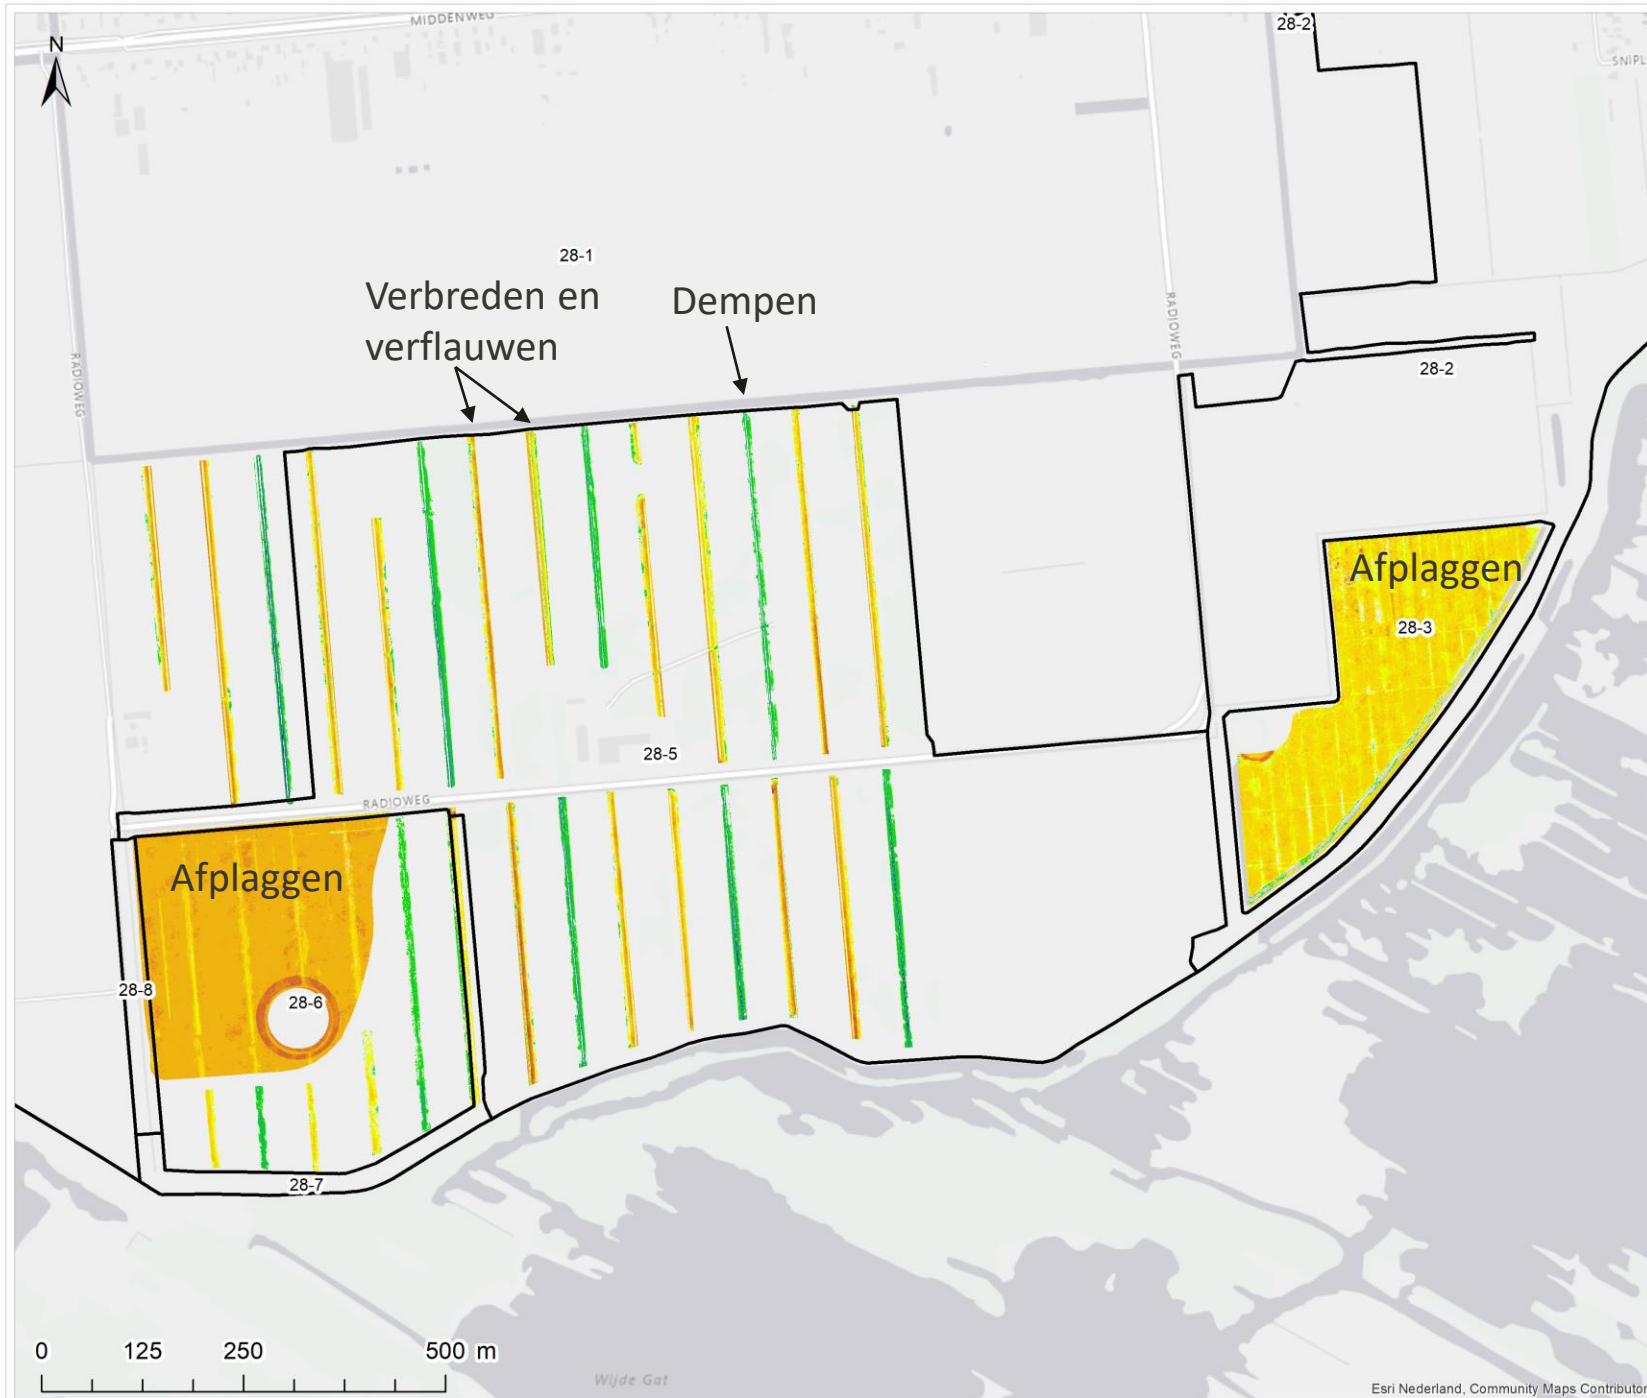 MIDDENWEG
28-2
N
SNIPL
28-1
Verbreden en
verflauwen
Dempen
RADIOWEG
RADIOWEG
28-2
Afplaggen
28-3
28-5
RADIOWEG
Afplaggen
28-8
28-6
28-7
0 125 250 500 m
Wijde Gat
Esri Nederland, Community Maps Contributor